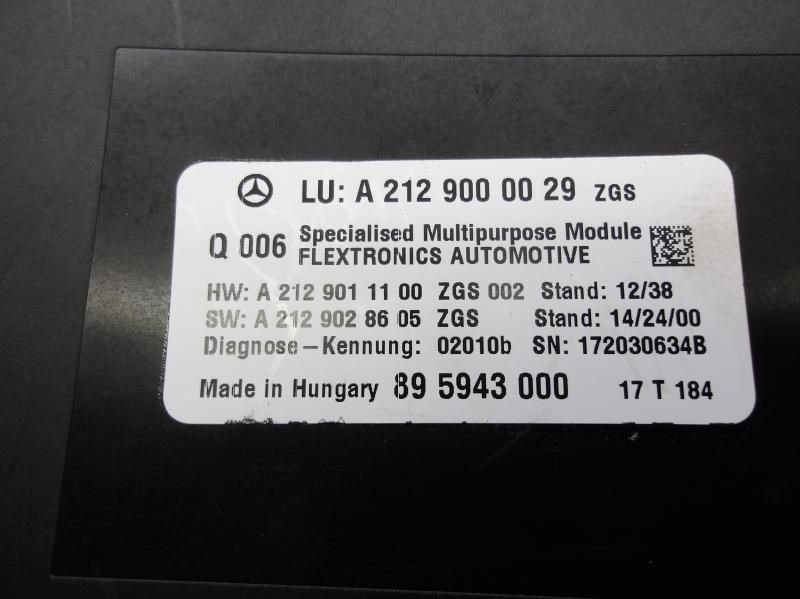 LU: A 212 900 00 29 ZGS
Q 006 Specialised Multipurpose Module
FLEXTRONICS AUTOMOTIVE
HW: A 212 901 11 00 ZGS 002 Stand: 12/38
SW: A 212 902 86 05 ZGS Stand: 14/24/00
Diagnose-Kennung: 02010b SN: 172030634B
Made in Hungary 89 5943 000 17 T 184